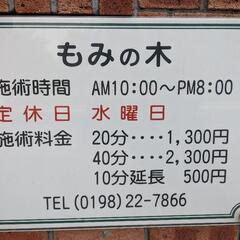 もみの木
施術時間 AM10:00～PM8:00
定休日 水曜日
施術料金 20分‥‥1,300円
40分‥‥2,300円
10分延長 500円
TEL(0198)22-7866